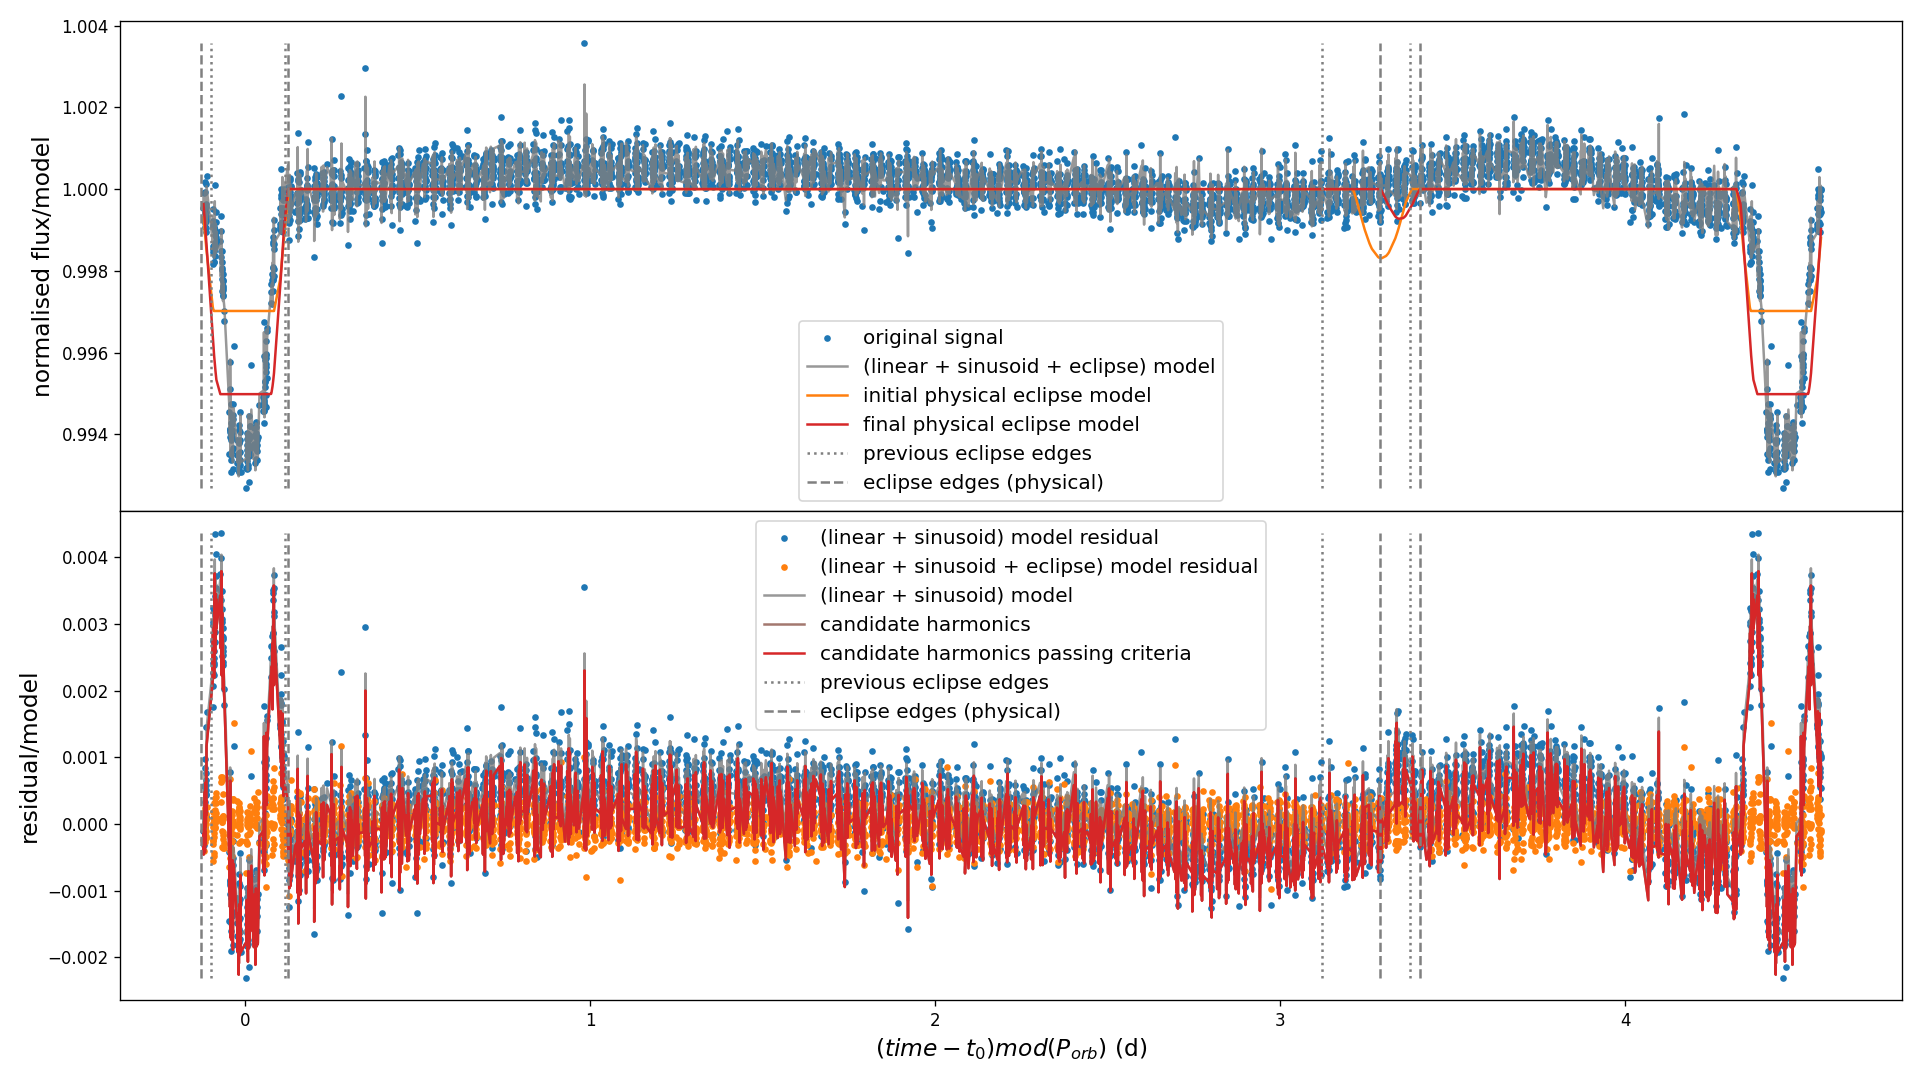 1.004
1.002
1.000
0.998
0.996
0.994
normalised flux/model
original signal
(linear + sinusoid + eclipse) model
initial physical eclipse model
final physical eclipse model
previous eclipse edges
eclipse edges (physical)
0.004
0.003
0.002
0.001
0.000
−0.001
−0.002
residual/model
(linear + sinusoid) model residual
(linear + sinusoid + eclipse) model residual
(linear + sinusoid) model
candidate harmonics
candidate harmonics passing criteria
previous eclipse edges
eclipse edges (physical)
0 1 2 3 4
(time − t₀)mod(P_orb) (d)